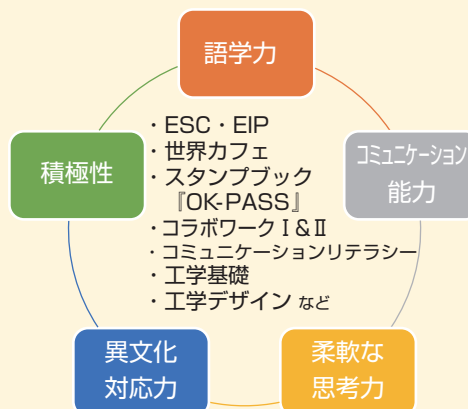 語学力
積極性
コミュニケーション
能力
・ESC・EIP
・世界カフェ
・スタンプブック
『OK-PASS』
・コラボワークⅠ&Ⅱ
・コミュニケーションリテラシー
・工学基礎
・工学デザイン など
異文化
対応力
柔軟な
思考力